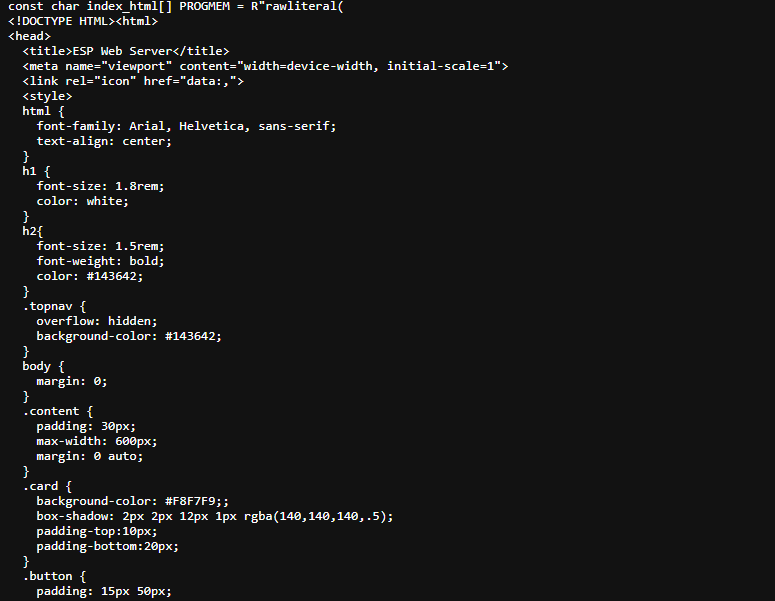 const char index_html[] PROGMEM = R"rawliteral(
<!DOCTYPE HTML><html>
<head>
  <title>ESP Web Server</title>
  <meta name="viewport" content="width=device-width, initial-scale=1">
  <link rel="icon" href="data:,">
  <style>
  html {
    font-family: Arial, Helvetica, sans-serif;
    text-align: center;
  }
  h1 {
    font-size: 1.8rem;
    color: white;
  }
  h2{
    font-size: 1.5rem;
    font-weight: bold;
    color: #143642;
  }
  .topnav {
    overflow: hidden;
    background-color: #143642;
  }
  body {
    margin: 0;
  }
  .content {
    padding: 30px;
    max-width: 600px;
    margin: 0 auto;
  }
  .card {
    background-color: #F8F7F9;;
    box-shadow: 2px 2px 12px 1px rgba(140,140,140,.5);
    padding-top:10px;
    padding-bottom:20px;
  }
  .button {
    padding: 15px 50px;